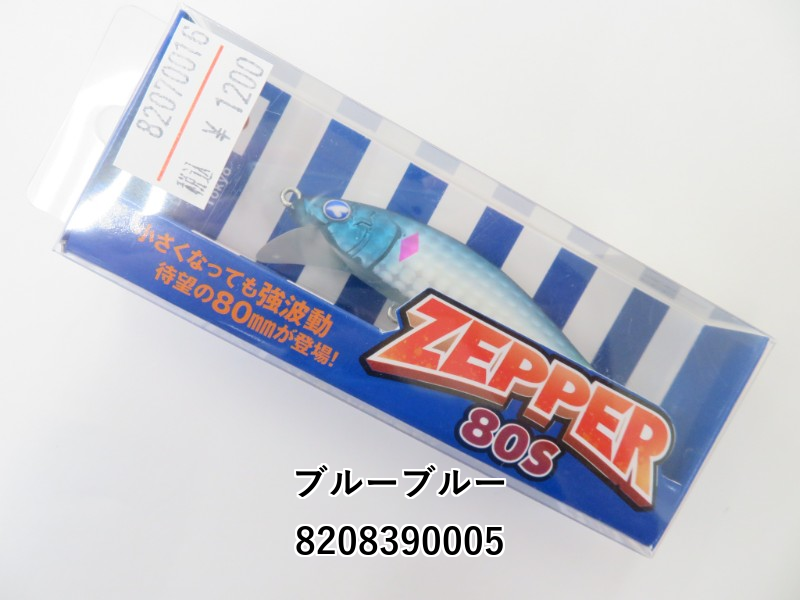 82070016
¥ 1200
税込
TOKYO
小さくなっても強波動
待望の80mmが登場!
ZEPPER
80S
ブルーブルー
8208390005